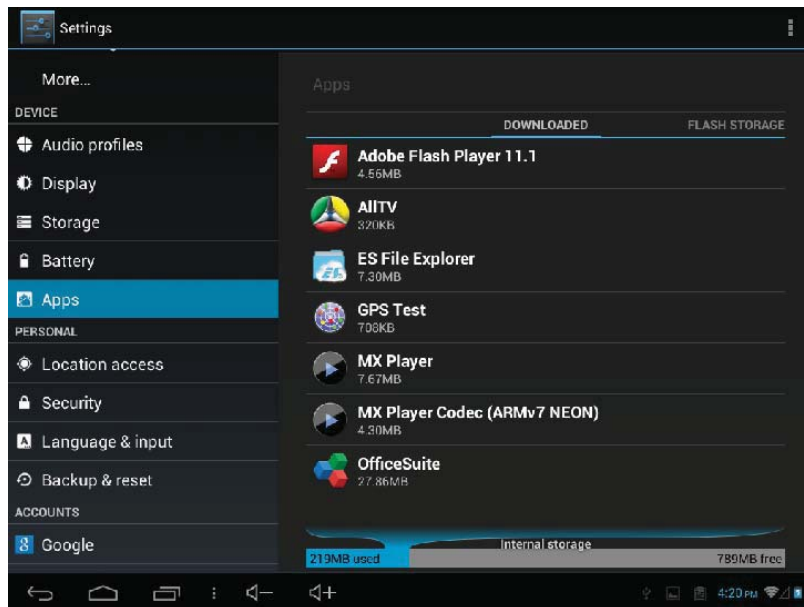 Settings
More...
DEVICE
Audio profiles
Display
Storage
Battery
Apps
PERSONAL
Location access
Security
Language & input
Backup & reset
ACCOUNTS
Google
Apps
DOWNLOADED
FLASH STORAGE
Adobe Flash Player 11.1
4.56MB
AllTV
320KB
ES File Explorer
7.30MB
GPS Test
708KB
MX Player
7.67MB
MX Player Codec (ARMv7 NEON)
4.30MB
OfficeSuite
27.86MB
Internal storage
219MB used
789MB free
4:20 PM